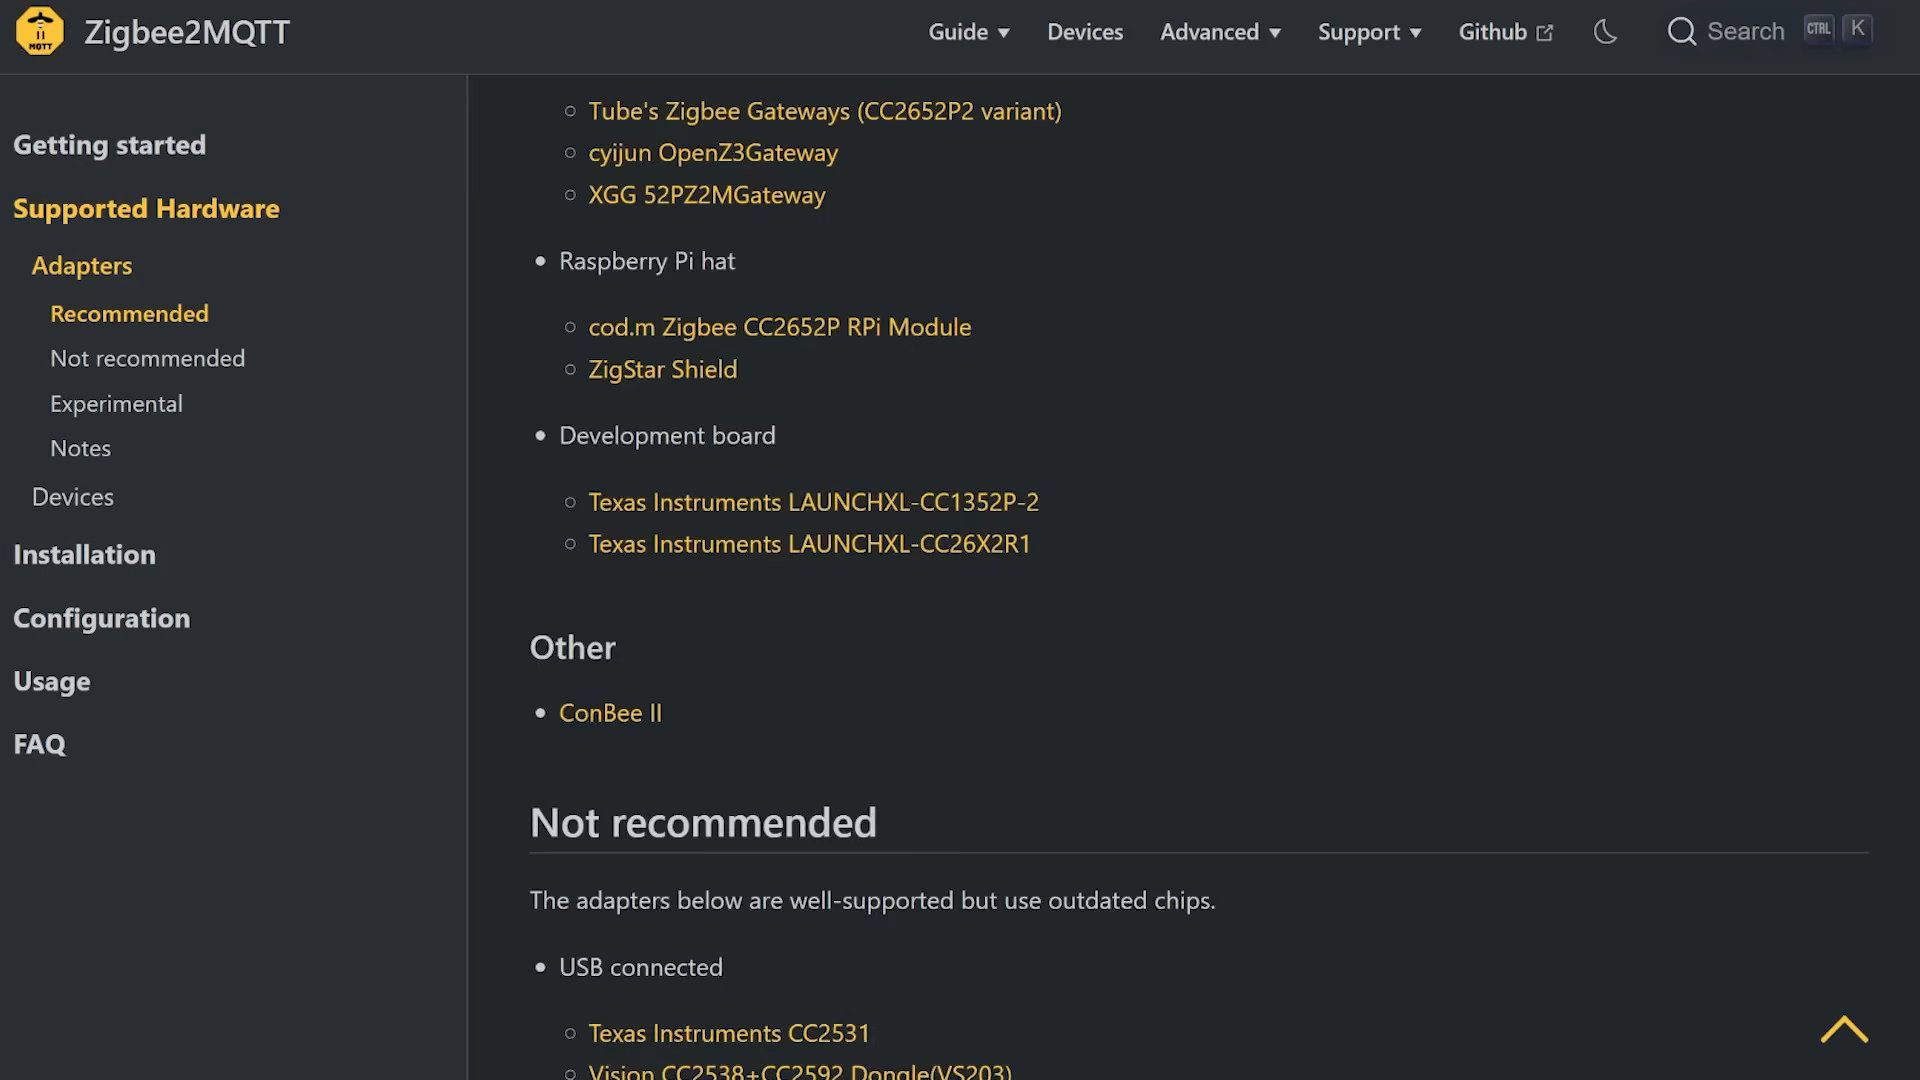 MQTT
Zigbee2MQTT
Guide
Devices
Advanced
Support
Github
Search
CTRL
K
Getting started
Supported Hardware
Adapters
Recommended
Not recommended
Experimental
Notes
Devices
Installation
Configuration
Usage
FAQ
Tube's Zigbee Gateways (CC2652P2 variant)
cyijun OpenZ3Gateway
XGG 52PZ2MGateway
Raspberry Pi hat
cod.m Zigbee CC2652P RPi Module
ZigStar Shield
Development board
Texas Instruments LAUNCHXL-CC1352P-2
Texas Instruments LAUNCHXL-CC26X2R1
Other
ConBee II
Not recommended
The adapters below are well-supported but use outdated chips.
USB connected
Texas Instruments CC2531
Vision CC2538+CC2592 Dongle(VS203)